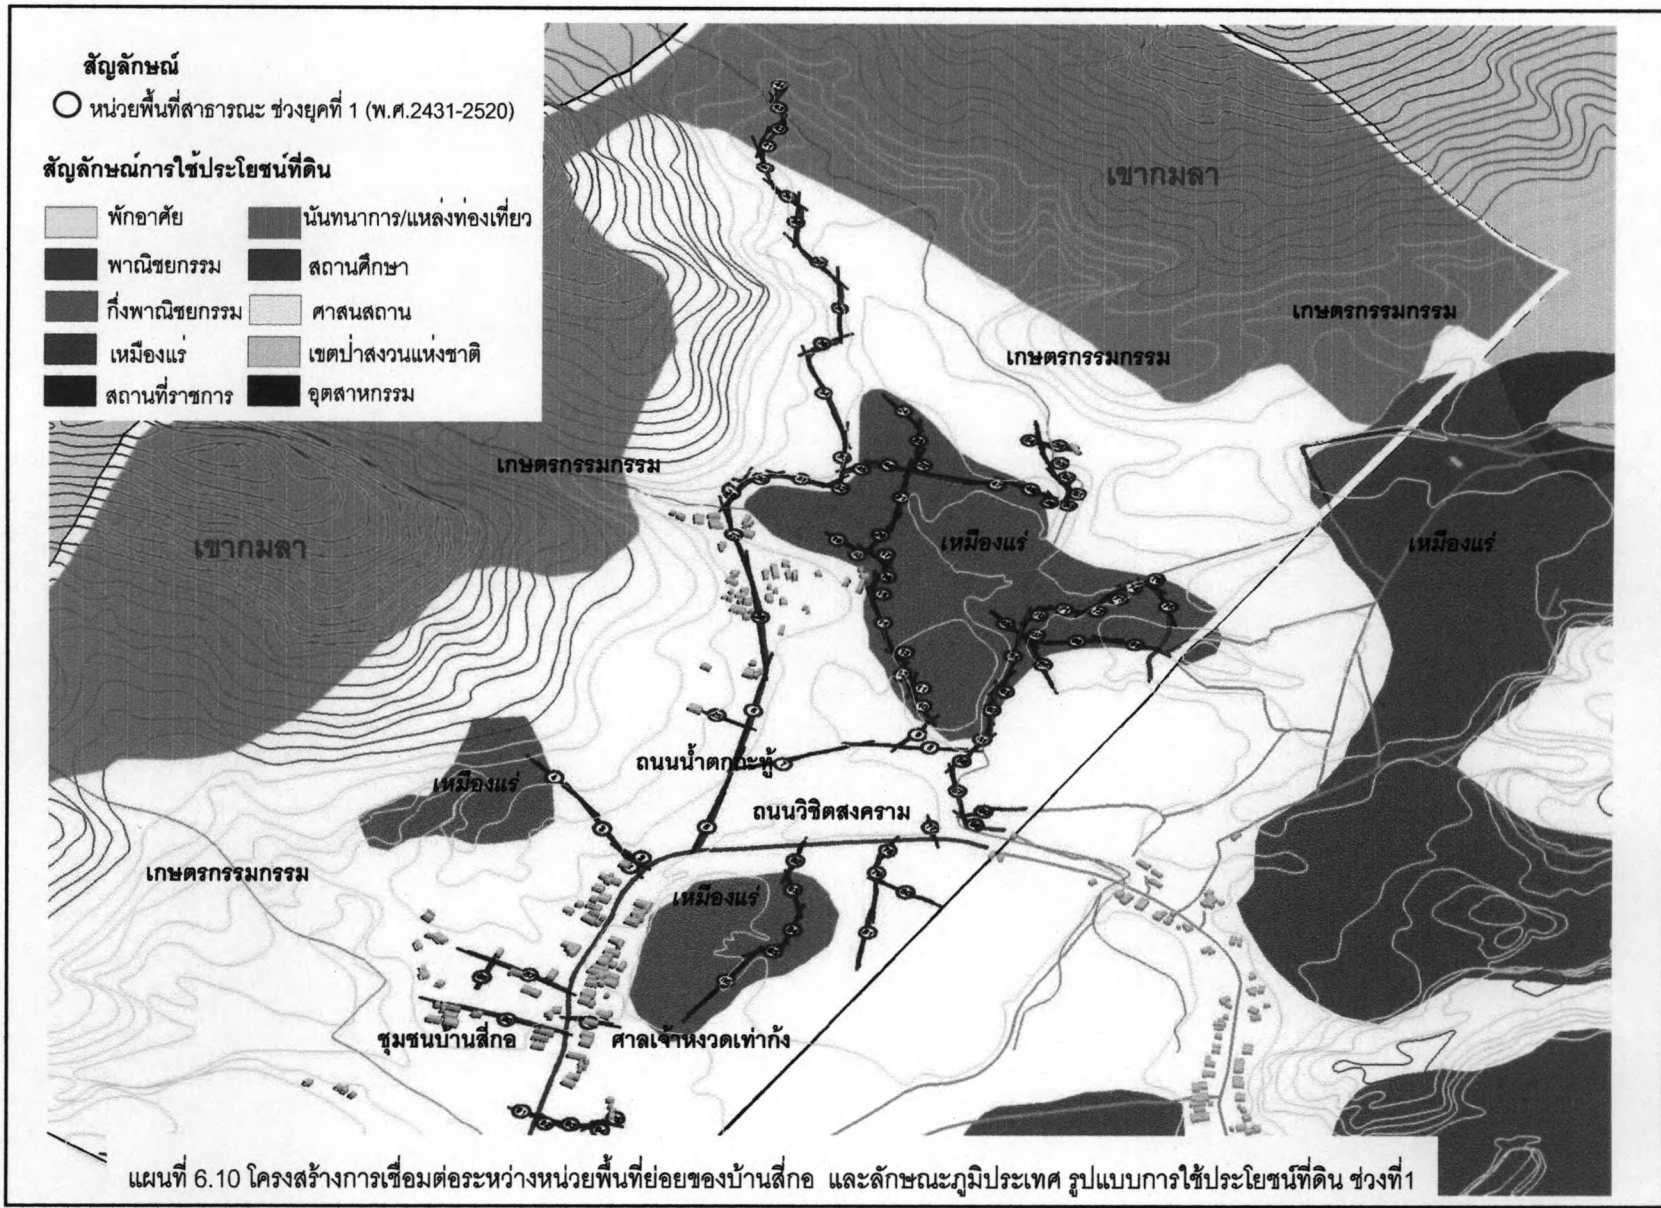 สัญลักษณ์
หน่วยพื้นที่สาธารณะ ช่วงยุคที่ 1 (พ.ศ.2431-2520)
สัญลักษณ์การใช้ประโยชน์ที่ดิน
พักอาศัย
นันทนาการ/แหล่งท่องเที่ยว
พาณิชยกรรม
สถานศึกษา
กึ่งพาณิชยกรรม
ศาสนสถาน
เหมืองแร่
เขตป่าสงวนแห่งชาติ
สถานที่ราชการ
อุตสาหกรรม
เขากมลา
เกษตรกรรมกรรม
เกษตรกรรมกรรม
เกษตรกรรมกรรม
เขากมลา
เหมืองแร่
เหมืองแร่
ถนนน้ำตกกะทู้
เหมืองแร่
ถนนวิชิตสงคราม
เกษตรกรรมกรรม
เหมืองแร่
ชุมชนบ้านสี่กอ
ศาลเจ้าหงวดเท่าก้ง
แผนที่ 6.10 โครงสร้างการเชื่อมต่อระหว่างหน่วยพื้นที่ย่อยของบ้านสี่กอ และลักษณะภูมิประเทศ รูปแบบการใช้ประโยชน์ที่ดิน ช่วงที่1